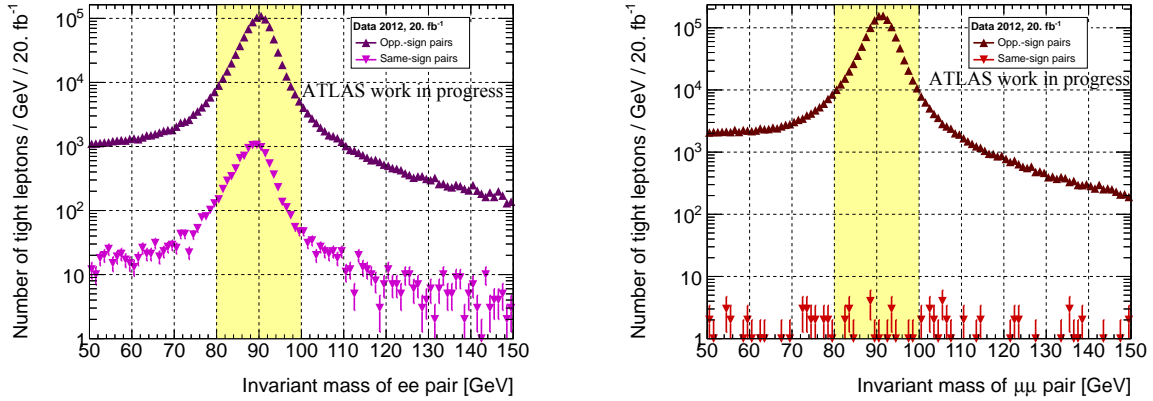 Number of tight leptons / GeV / 20. fb⁻¹
10⁵
10⁴
10³
10²
10
1
Data 2012, 20. fb⁻¹
Opp.-sign pairs
Same-sign pairs
ATLAS work in progress
50 60 70 80 90 100 110 120 130 140 150
Invariant mass of ee pair [GeV]
Number of tight leptons / GeV / 20. fb⁻¹
10⁵
10⁴
10³
10²
10
1
Data 2012, 20. fb⁻¹
Opp.-sign pairs
Same-sign pairs
ATLAS work in progress
50 60 70 80 90 100 110 120 130 140 150
Invariant mass of μμ pair [GeV]